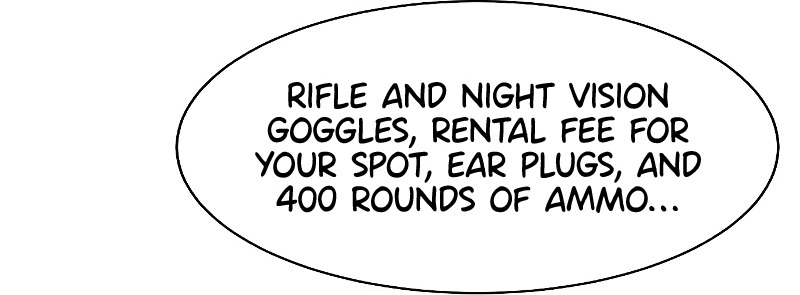 RIFLE AND NIGHT VISION
GOGGLES, RENTAL FEE FOR
YOUR SPOT, EAR PLUGS, AND
400 ROUNDS OF AMMO...